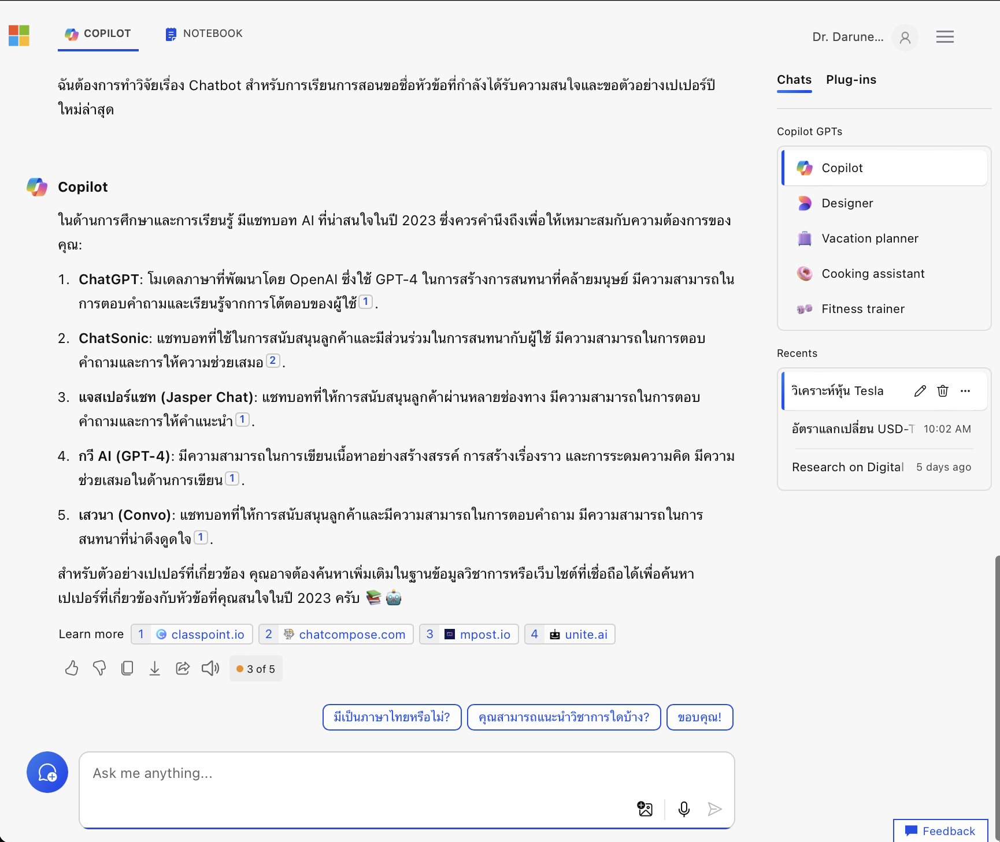 COPILOT
NOTEBOOK
Dr. Darune...
ฉันต้องการทำวิจัยเรื่อง Chatbot สำหรับการเรียนการสอนขอชื่อหัวข้อที่กำลังได้รับความสนใจและขอตัวอย่างเปเปอร์ปี
ใหม่ล่าสุด
Copilot
ในด้านการศึกษาและการเรียนรู้ มีแชทบอท AI ที่น่าสนใจในปี 2023 ซึ่งควรคำนึงถึงเพื่อให้เหมาะสมกับความต้องการของ
คุณ:
1. ChatGPT: โมเดลภาษาที่พัฒนาโดย OpenAI ซึ่งใช้ GPT-4 ในการสร้างการสนทนาที่คล้ายมนุษย์ มีความสามารถใน
การตอบคำถามและเรียนรู้จากการโต้ตอบของผู้ใช้ 1 .
2. ChatSonic: แชทบอทที่ใช้ในการสนับสนุนลูกค้าและมีส่วนร่วมในการสนทนากับผู้ใช้ มีความสามารถในการตอบ
คำถามและการให้ความช่วยเสมอ 2 .
3. แจสเปอร์แชท (Jasper Chat): แชทบอทที่ให้การสนับสนุนลูกค้าผ่านหลายช่องทาง มีความสามารถในการตอบ
คำถามและการให้คำแนะนำ 1 .
4. กวี AI (GPT-4): มีความสามารถในการเขียนเนื้อหาอย่างสร้างสรรค์ การสร้างเรื่องราว และการระดมความคิด มีความ
ช่วยเสมอในด้านการเขียน 1 .
5. เสวนา (Convo): แชทบอทที่ให้การสนับสนุนลูกค้าและมีความสามารถในการตอบคำถาม มีความสามารถในการ
สนทนาที่น่าดึงดูดใจ 1 .
สำหรับตัวอย่างเปเปอร์ที่เกี่ยวข้อง คุณอาจต้องค้นหาเพิ่มเติมในฐานข้อมูลวิชาการหรือเว็บไซต์ที่เชื่อถือได้เพื่อค้นหา
เปเปอร์ที่เกี่ยวข้องกับหัวข้อที่คุณสนใจในปี 2023 ครับ 📚🤖
Learn more 1 classpoint.io 2 chatcompose.com 3 mpost.io 4 unite.ai
3 of 5
มีเป็นภาษาไทยหรือไม่?
คุณสามารถแนะนำวิชาการใดบ้าง?
ขอบคุณ!
Ask me anything...
Chats
Plug-ins
Copilot GPTs
Copilot
Designer
Vacation planner
Cooking assistant
Fitness trainer
Recents
วิเคราะห์หุ้น Tesla
อัตราแลกเปลี่ยน USD-T 10:02 AM
Research on Digital 5 days ago
Feedback